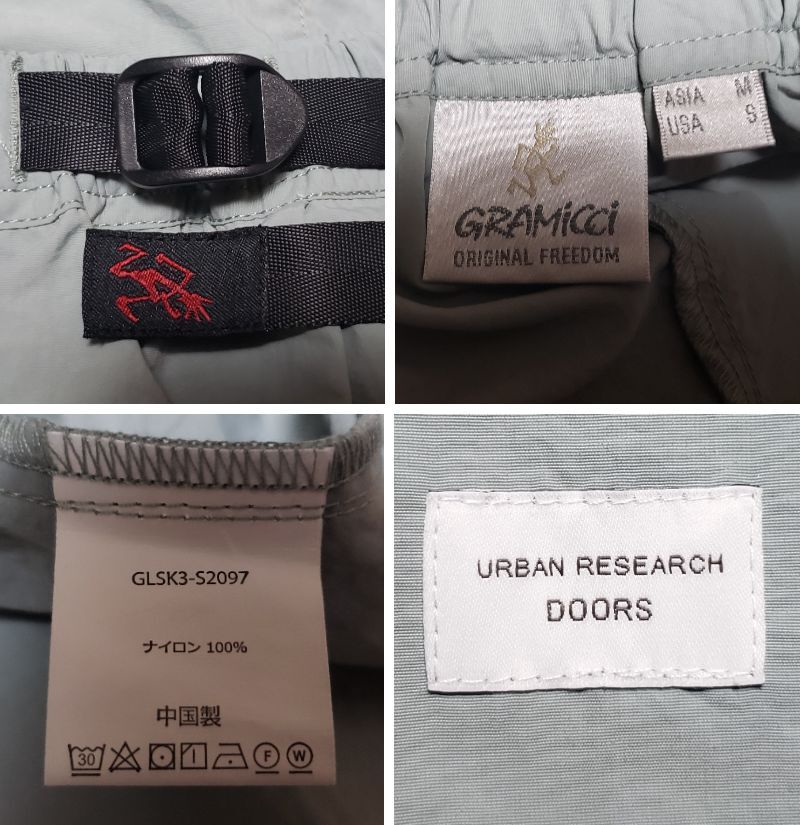 GRAMiCCi
ORIGINAL FREEDOM
ASIA M
USA S
GLSK3-S2097
ナイロン 100%
中国製
30 F W
URBAN RESEARCH
DOORS